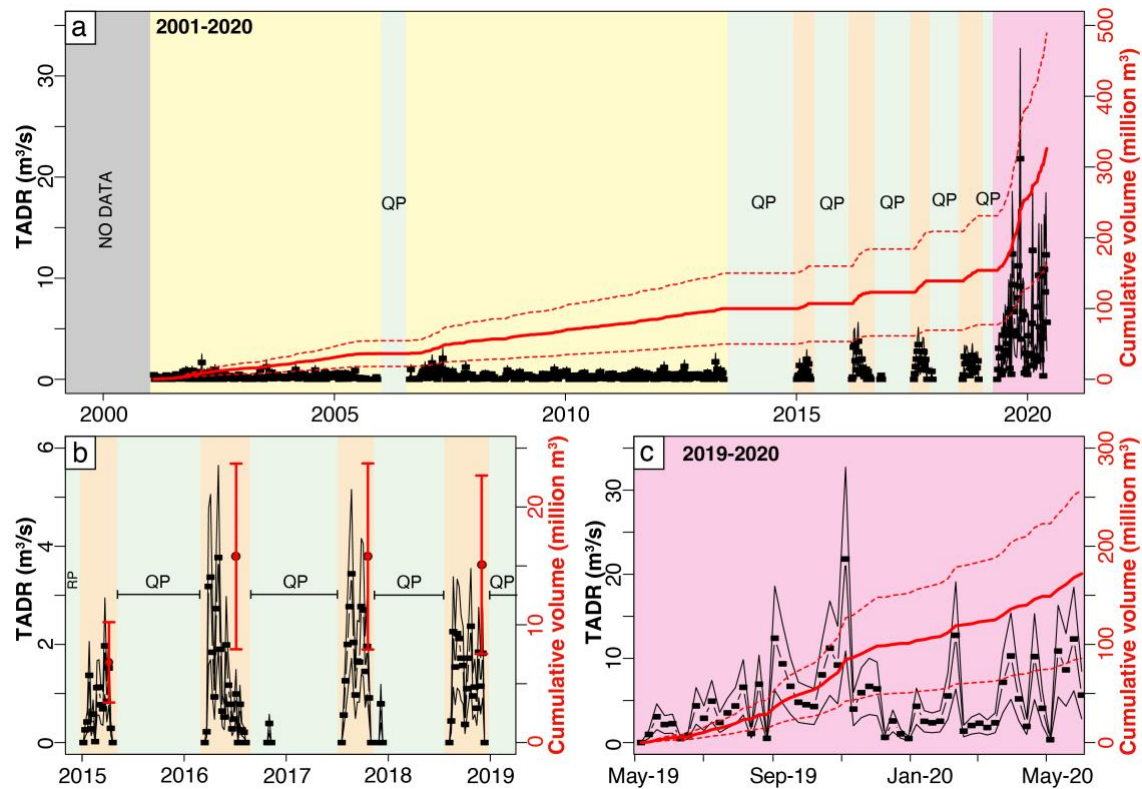 a
2001-2020
TADR (m³/s)
30
20
10
0
NO DATA
QP
QP
QP
QP
QP
QP
500
400
300
200
100
0
Cumulative volume (million m³)
2000
2005
2010
2015
2020
b
TADR (m³/s)
6
4
2
0
RP
QP
QP
QP
QP
20
10
0
Cumulative volume (million m³)
2015
2016
2017
2018
2019
c
2019-2020
TADR (m³/s)
30
20
10
0
300
200
100
0
Cumulative volume (million m³)
May-19
Sep-19
Jan-20
May-20